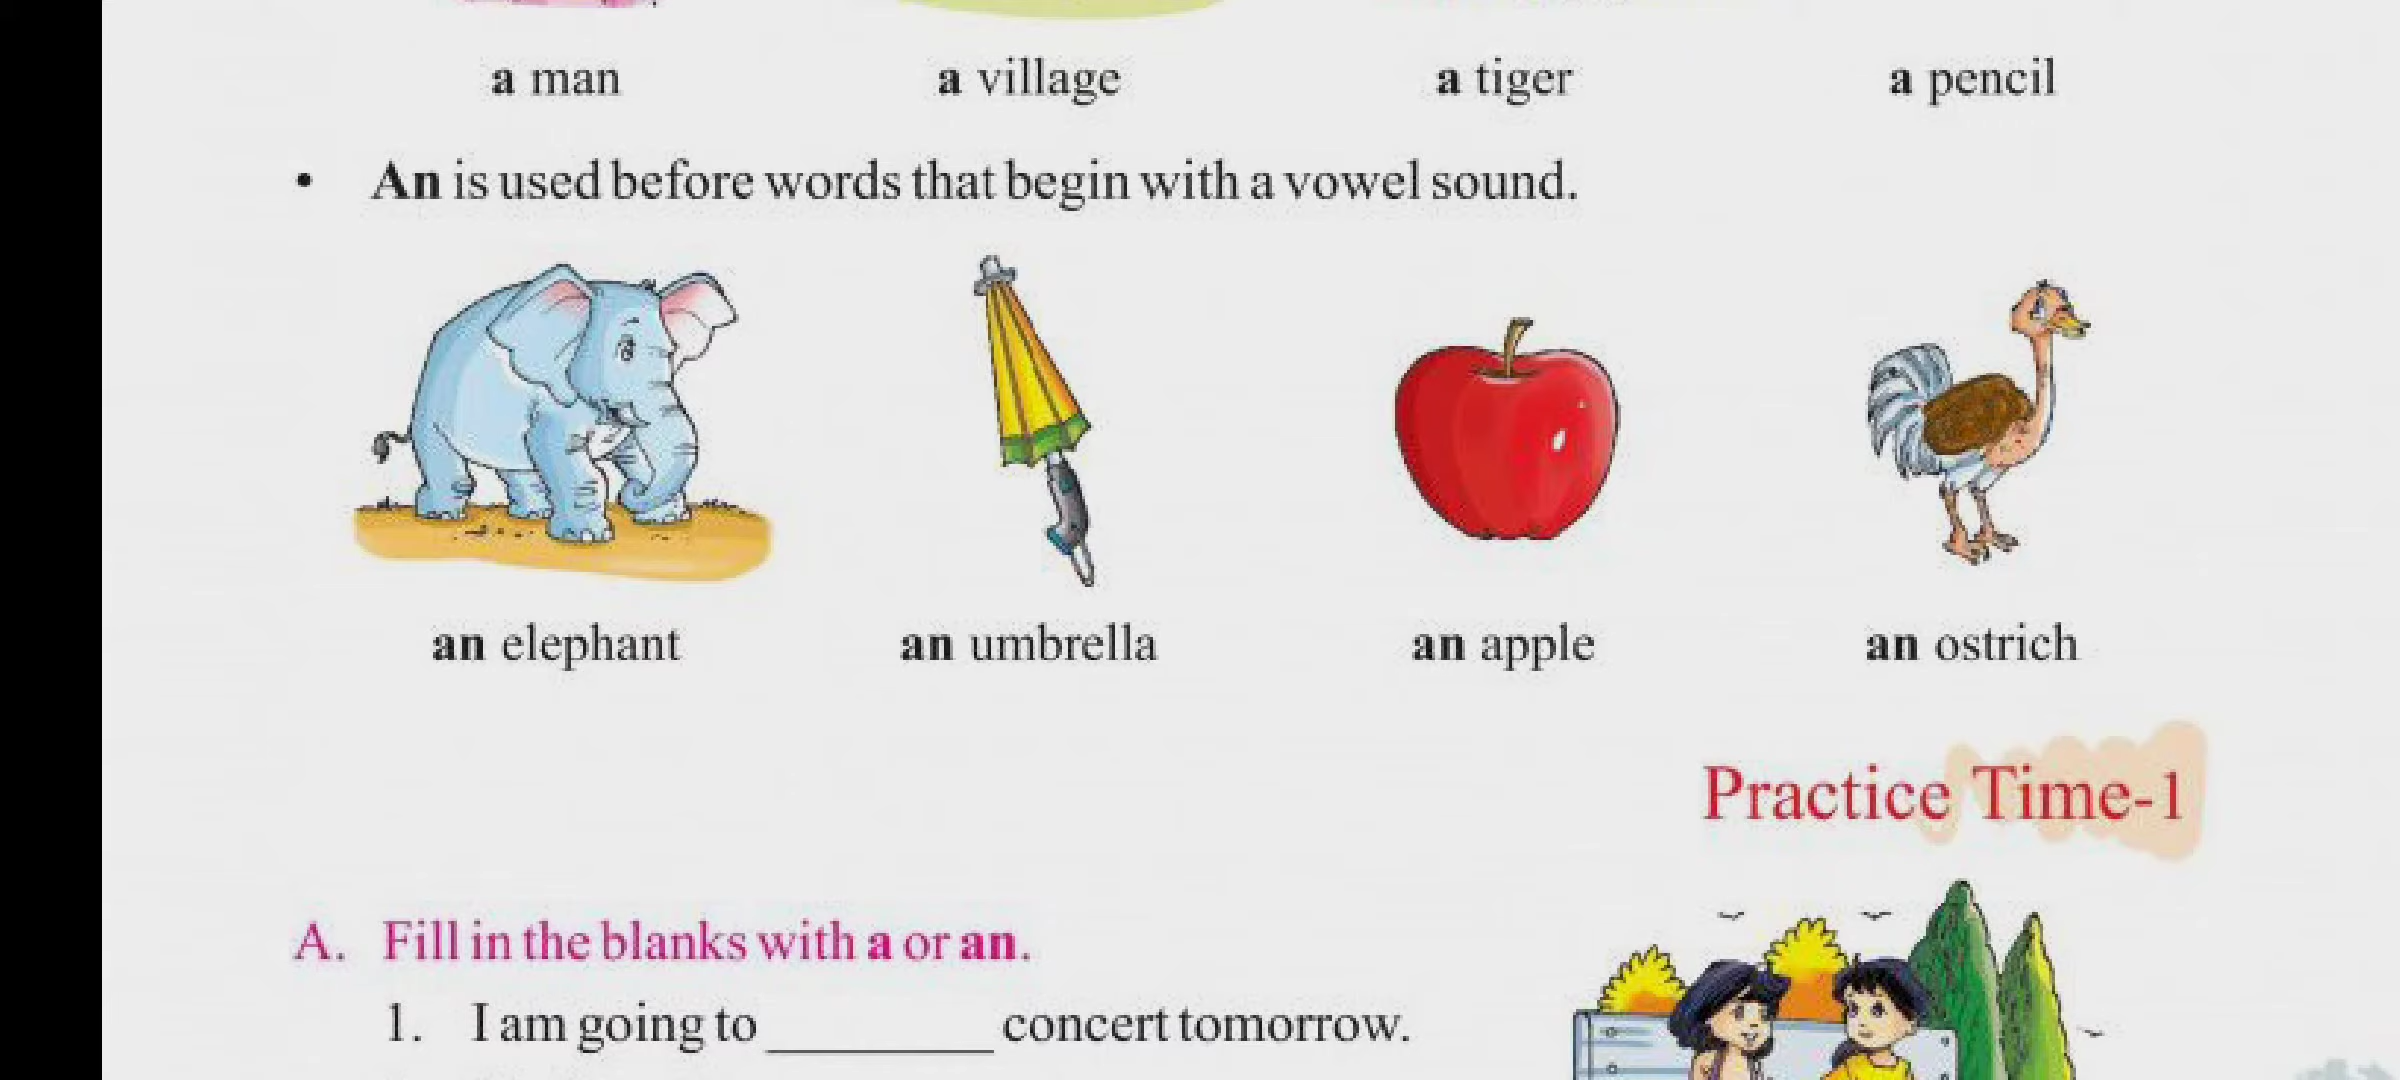 a man a village a tiger a pencil
• An is used before words that begin with a vowel sound.
an elephant an umbrella an apple an ostrich
Practice Time-1
A. Fill in the blanks with a or an.
1. I am going to ________ concert tomorrow.